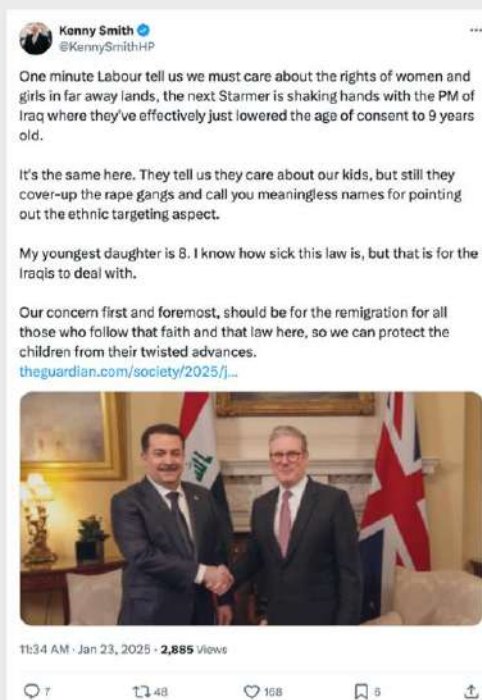 Kenny Smith
@KennySmithHP
One minute Labour tell us we must care about the rights of women and
girls in far away lands, the next Starmer is shaking hands with the PM of
Iraq where they've effectively just lowered the age of consent to 9 years
old.
It's the same here. They tell us they care about our kids, but still they
cover-up the rape gangs and call you meaningless names for pointing
out the ethnic targeting aspect.
My youngest daughter is 8. I know how sick this law is, but that is for the
Iraqis to deal with.
Our concern first and foremost, should be for the remigration for all
those who follow that faith and that law here, so we can protect the
children from their twisted advances.
theguardian.com/society/2025/j...
11:34 AM · Jan 23, 2025 · 2,885 Views
7 48 168 6